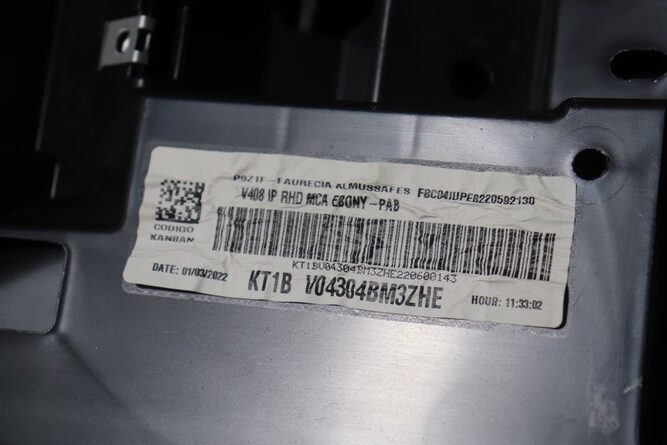 P9Z1F - FAURECIA ALMUSSAFES FBC04IUPEB220592130
V408 IP RHD MCA EBONY -PAB
CODIGO
KANBAN
KT1BV04304BM3ZHE220600143
DATE: 01/03/2022 KT1B V04304BM3ZHE HOUR: 11:33:02